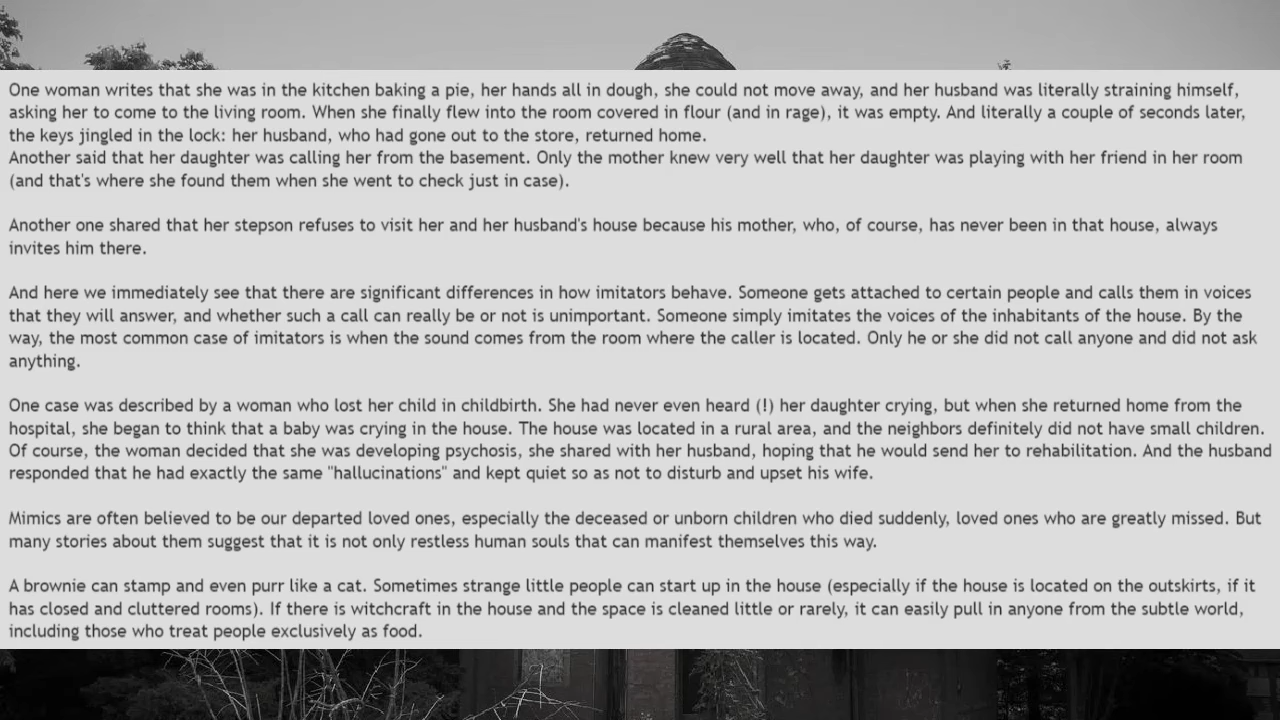 One woman writes that she was in the kitchen baking a pie, her hands all in dough, she could not move away, and her husband was literally straining himself,
asking her to come to the living room. When she finally flew into the room covered in flour (and in rage), it was empty. And literally a couple of seconds later,
the keys jingled in the lock: her husband, who had gone out to the store, returned home.
Another said that her daughter was calling her from the basement. Only the mother knew very well that her daughter was playing with her friend in her room
(and that's where she found them when she went to check just in case).
Another one shared that her stepson refuses to visit her and her husband's house because his mother, who, of course, has never been in that house, always
invites him there.
And here we immediately see that there are significant differences in how imitators behave. Someone gets attached to certain people and calls them in voices
that they will answer, and whether such a call can really be or not is unimportant. Someone simply imitates the voices of the inhabitants of the house. By the
way, the most common case of imitators is when the sound comes from the room where the caller is located. Only he or she did not call anyone and did not ask
anything.
One case was described by a woman who lost her child in childbirth. She had never even heard (!) her daughter crying, but when she returned home from the
hospital, she began to think that a baby was crying in the house. The house was located in a rural area, and the neighbors definitely did not have small children.
Of course, the woman decided that she was developing psychosis, she shared with her husband, hoping that he would send her to rehabilitation. And the husband
responded that he had exactly the same "hallucinations" and kept quiet so as not to disturb and upset his wife.
Mimics are often believed to be our departed loved ones, especially the deceased or unborn children who died suddenly, loved ones who are greatly missed. But
many stories about them suggest that it is not only restless human souls that can manifest themselves this way.
A brownie can stamp and even purr like a cat. Sometimes strange little people can start up in the house (especially if the house is located on the outskirts, if it
has closed and cluttered rooms). If there is witchcraft in the house and the space is cleaned little or rarely, it can easily pull in anyone from the subtle world,
including those who treat people exclusively as food.